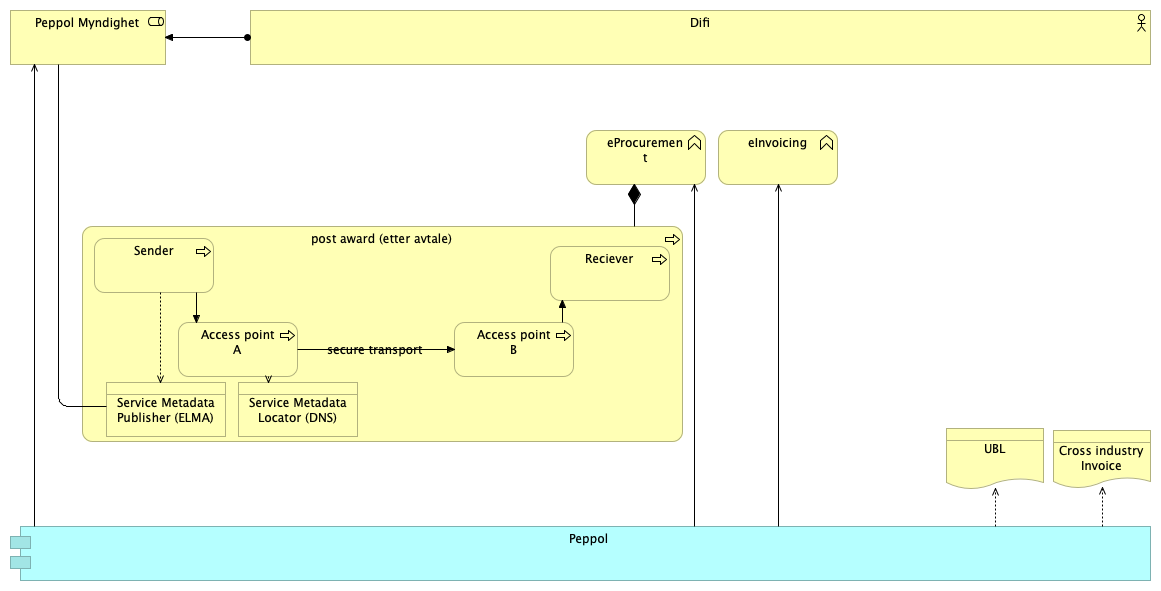 Peppol Myndighet
Difi
eProcuremen
t
eInvoicing
post award (etter avtale)
Sender
Reciever
Access point
A
secure transport
Access point
B
Service Metadata
Publisher (ELMA)
Service Metadata
Locator (DNS)
UBL
Cross industry
Invoice
Peppol